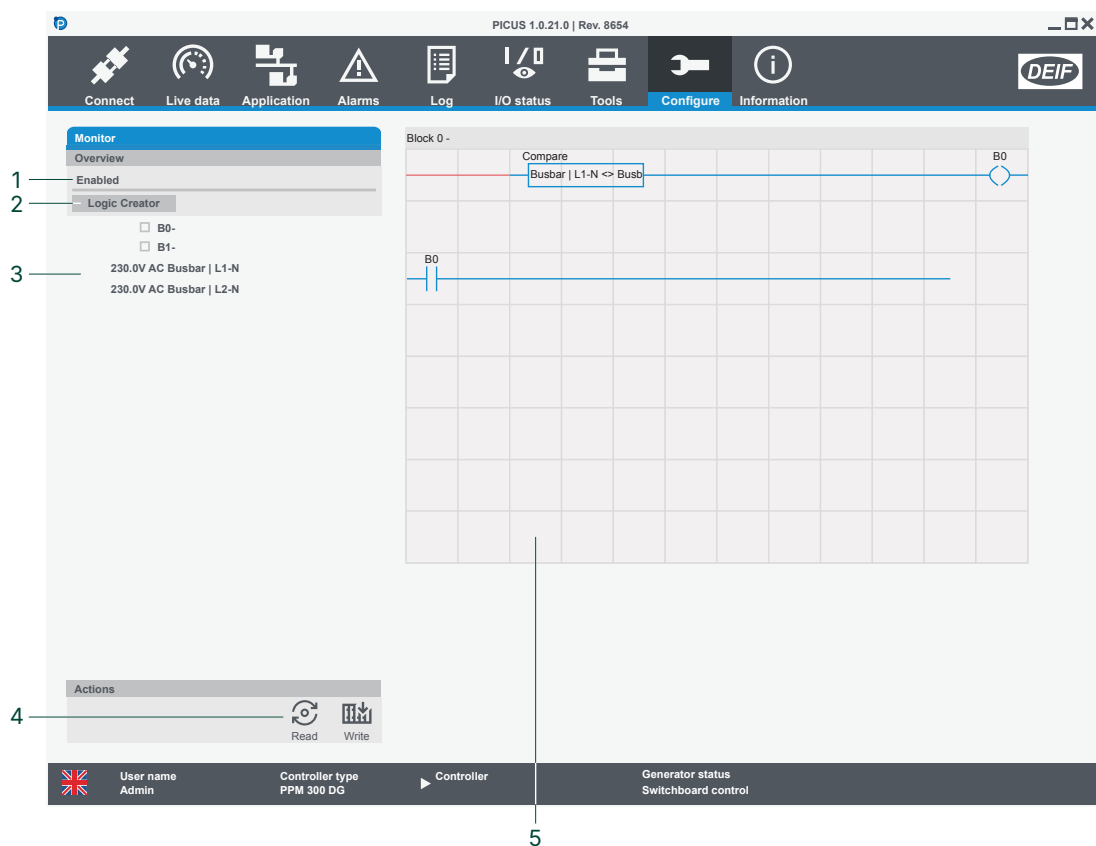 PICUS 1.0.21.0 | Rev. 8654
Connect Live data Application Alarms Log I/O status Tools Configure Information
DEIF
Monitor
Overview
1 Enabled
2 Logic Creator
B0-
B1-
3 230.0V AC Busbar | L1-N
230.0V AC Busbar | L2-N
Block 0 -
Compare B0
Busbar | L1-N <> Busb
B0
Actions
4
Read Write
User name Controller type Controller Generator status
Admin PPM 300 DG Switchboard control
5